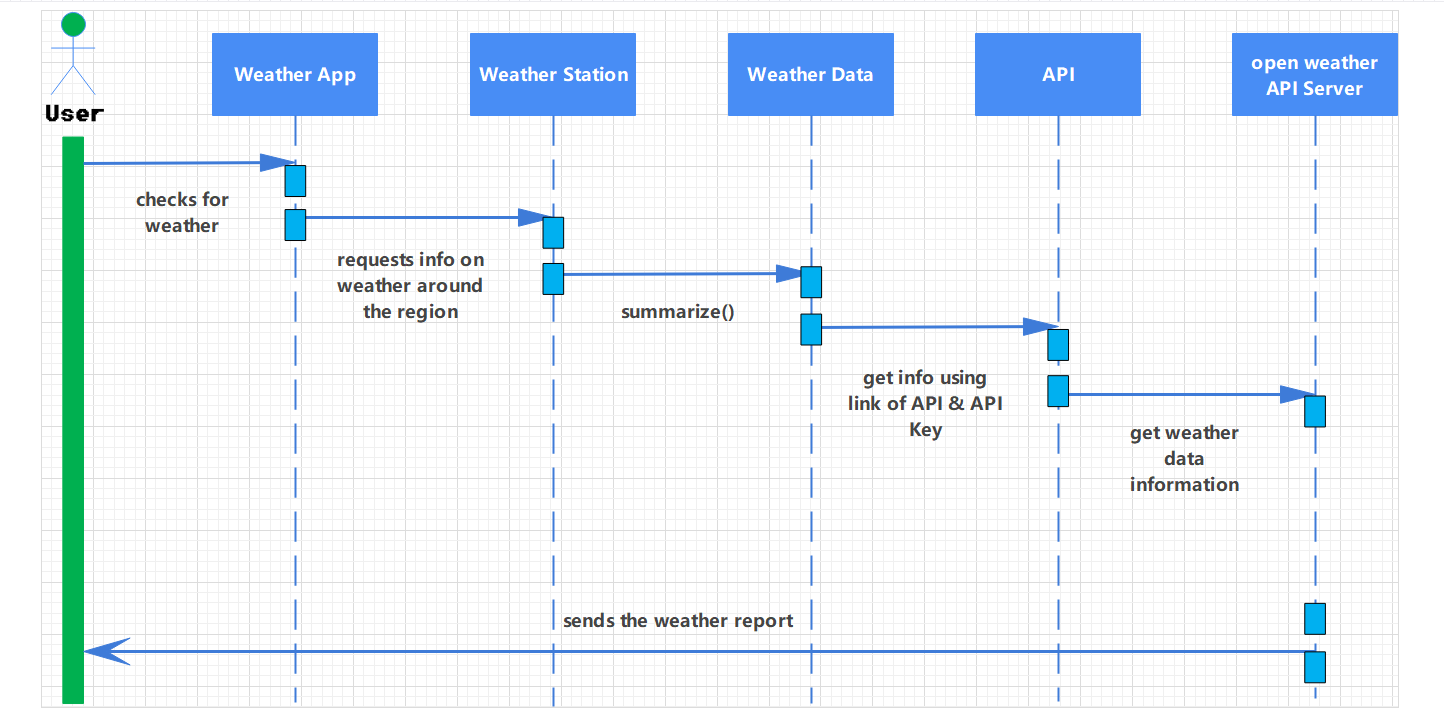 User
Weather App
Weather Station
Weather Data
API
open weather
API Server
checks for
weather
requests info on
weather around
the region
summarize()
get info using
link of API & API
Key
get weather
data
information
sends the weather report